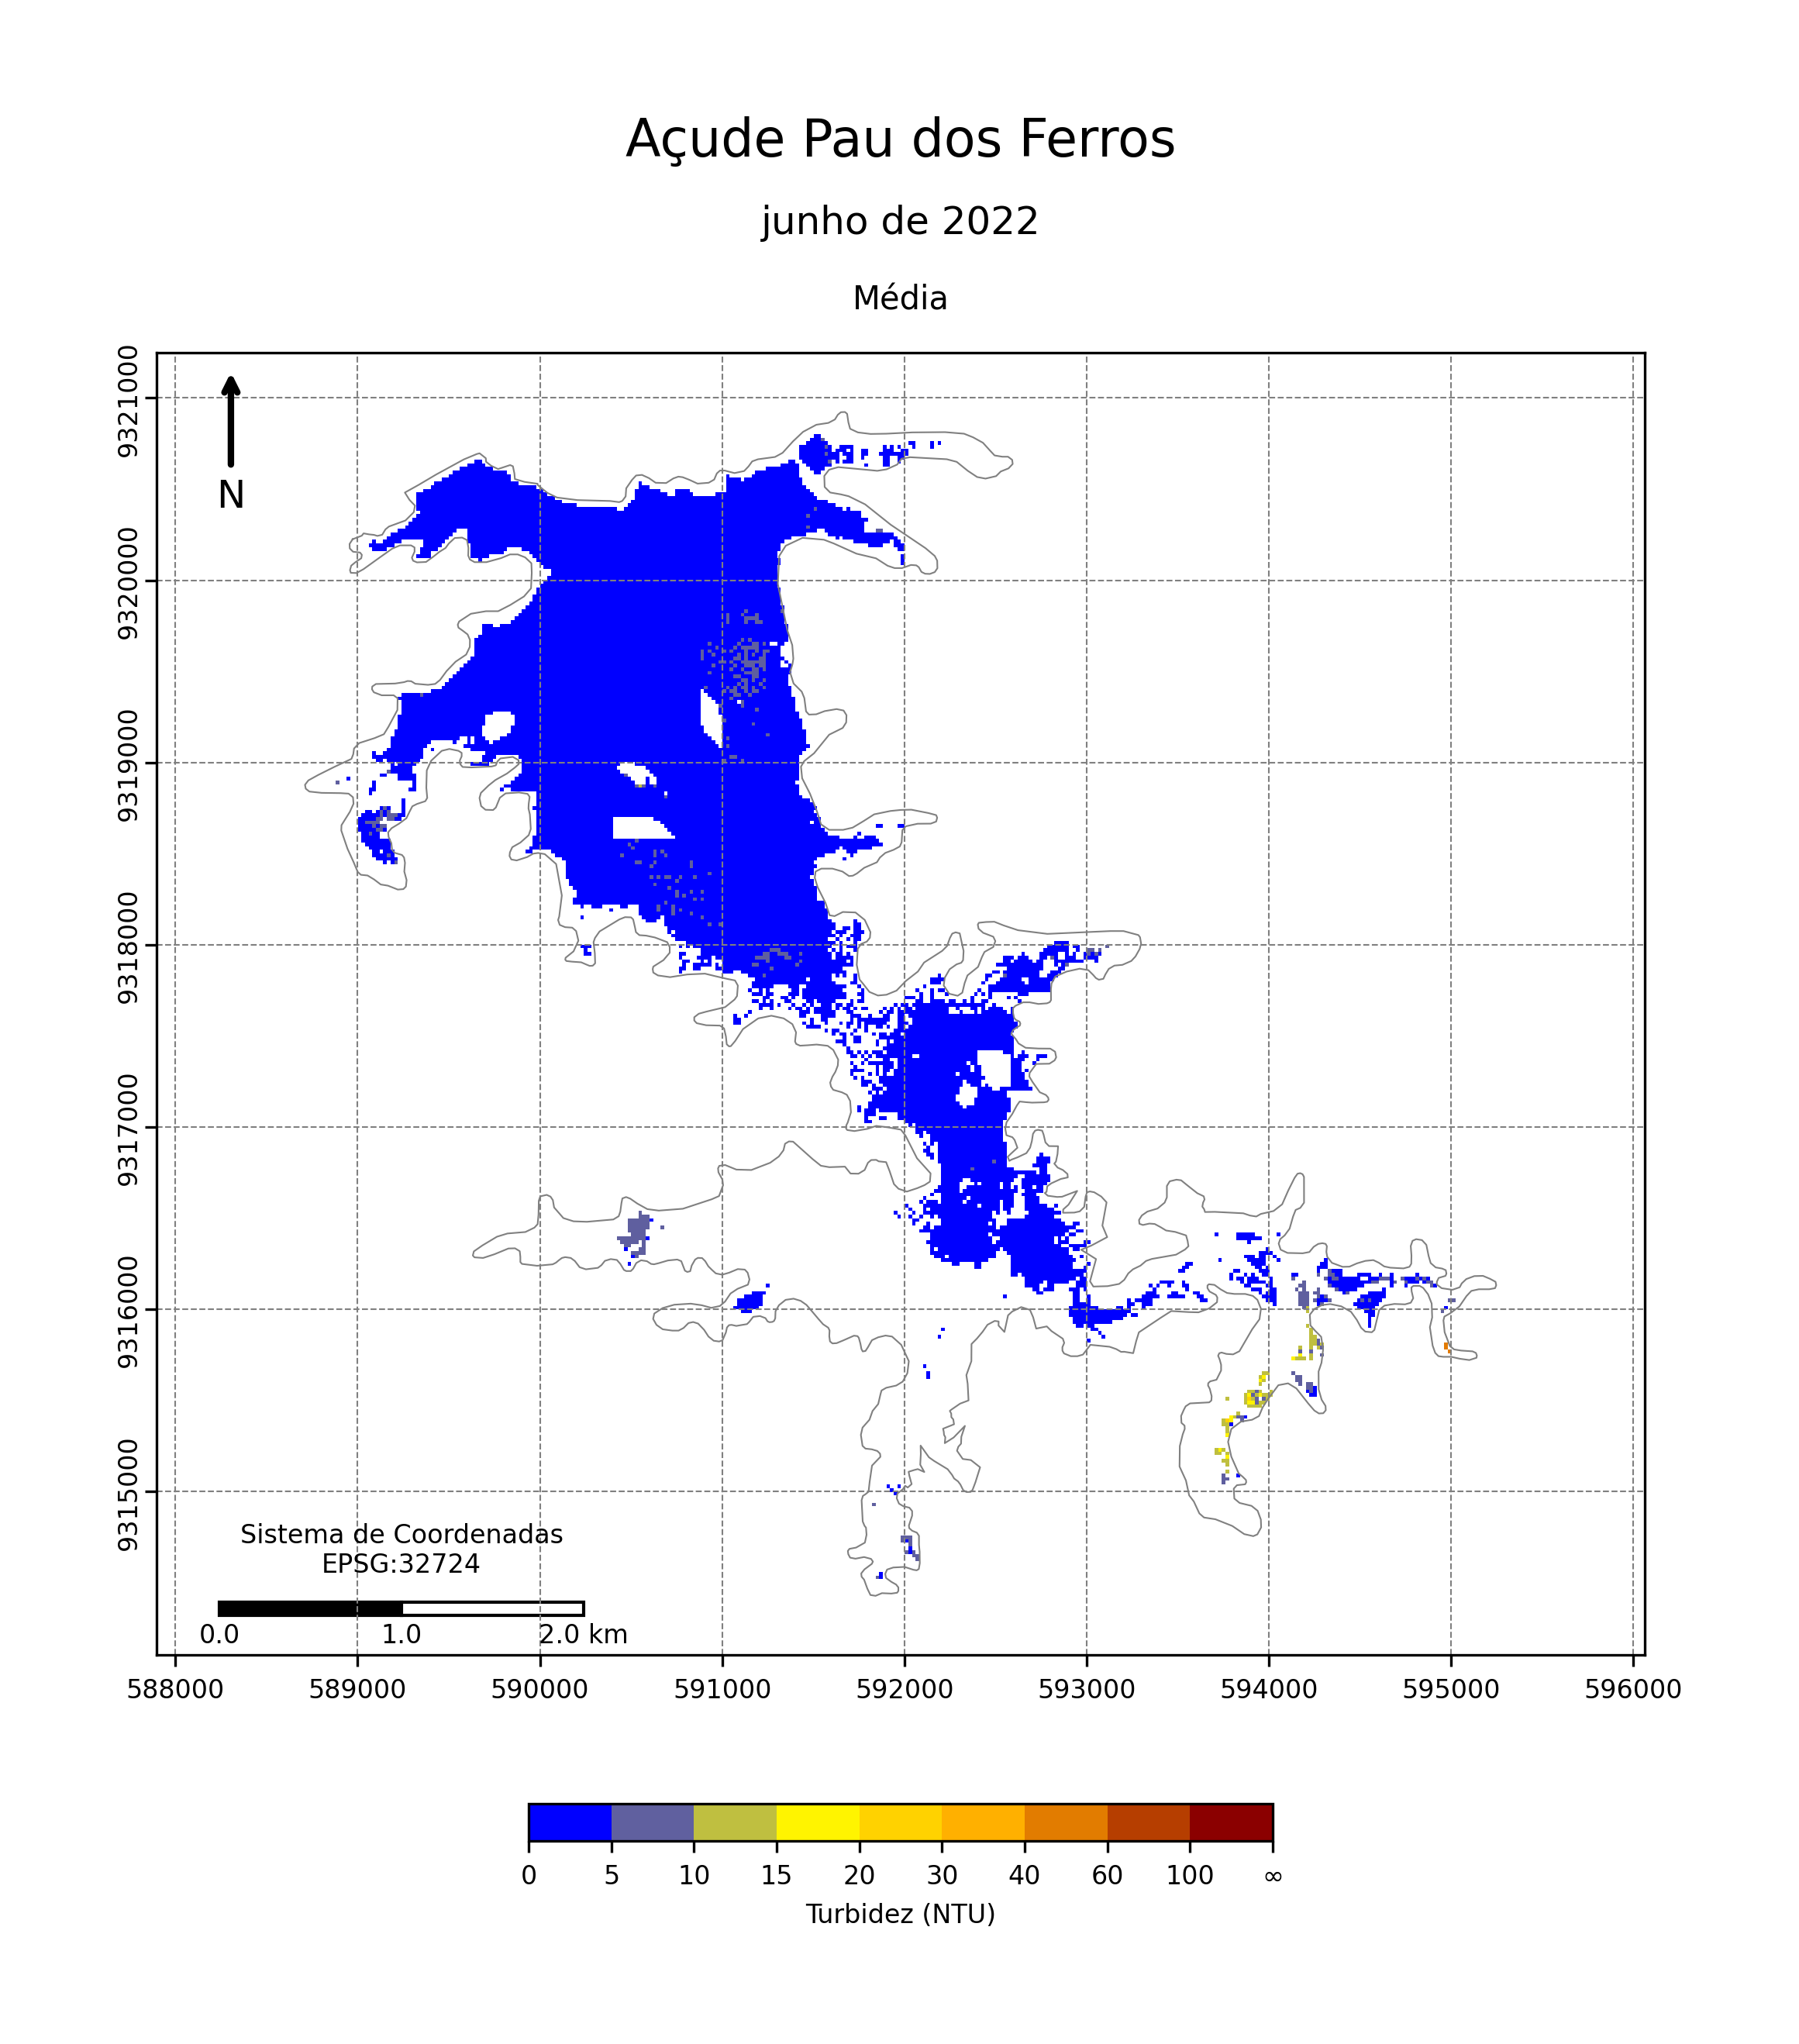 Açude Pau dos Ferros
junho de 2022
Média
9321000
9320000
9319000
9318000
9317000
9316000
9315000
N
Sistema de Coordenadas
EPSG:32724
0.0 1.0 2.0 km
588000 589000 590000 591000 592000 593000 594000 595000 596000
0 5 10 15 20 30 40 60 100 ∞
Turbidez (NTU)